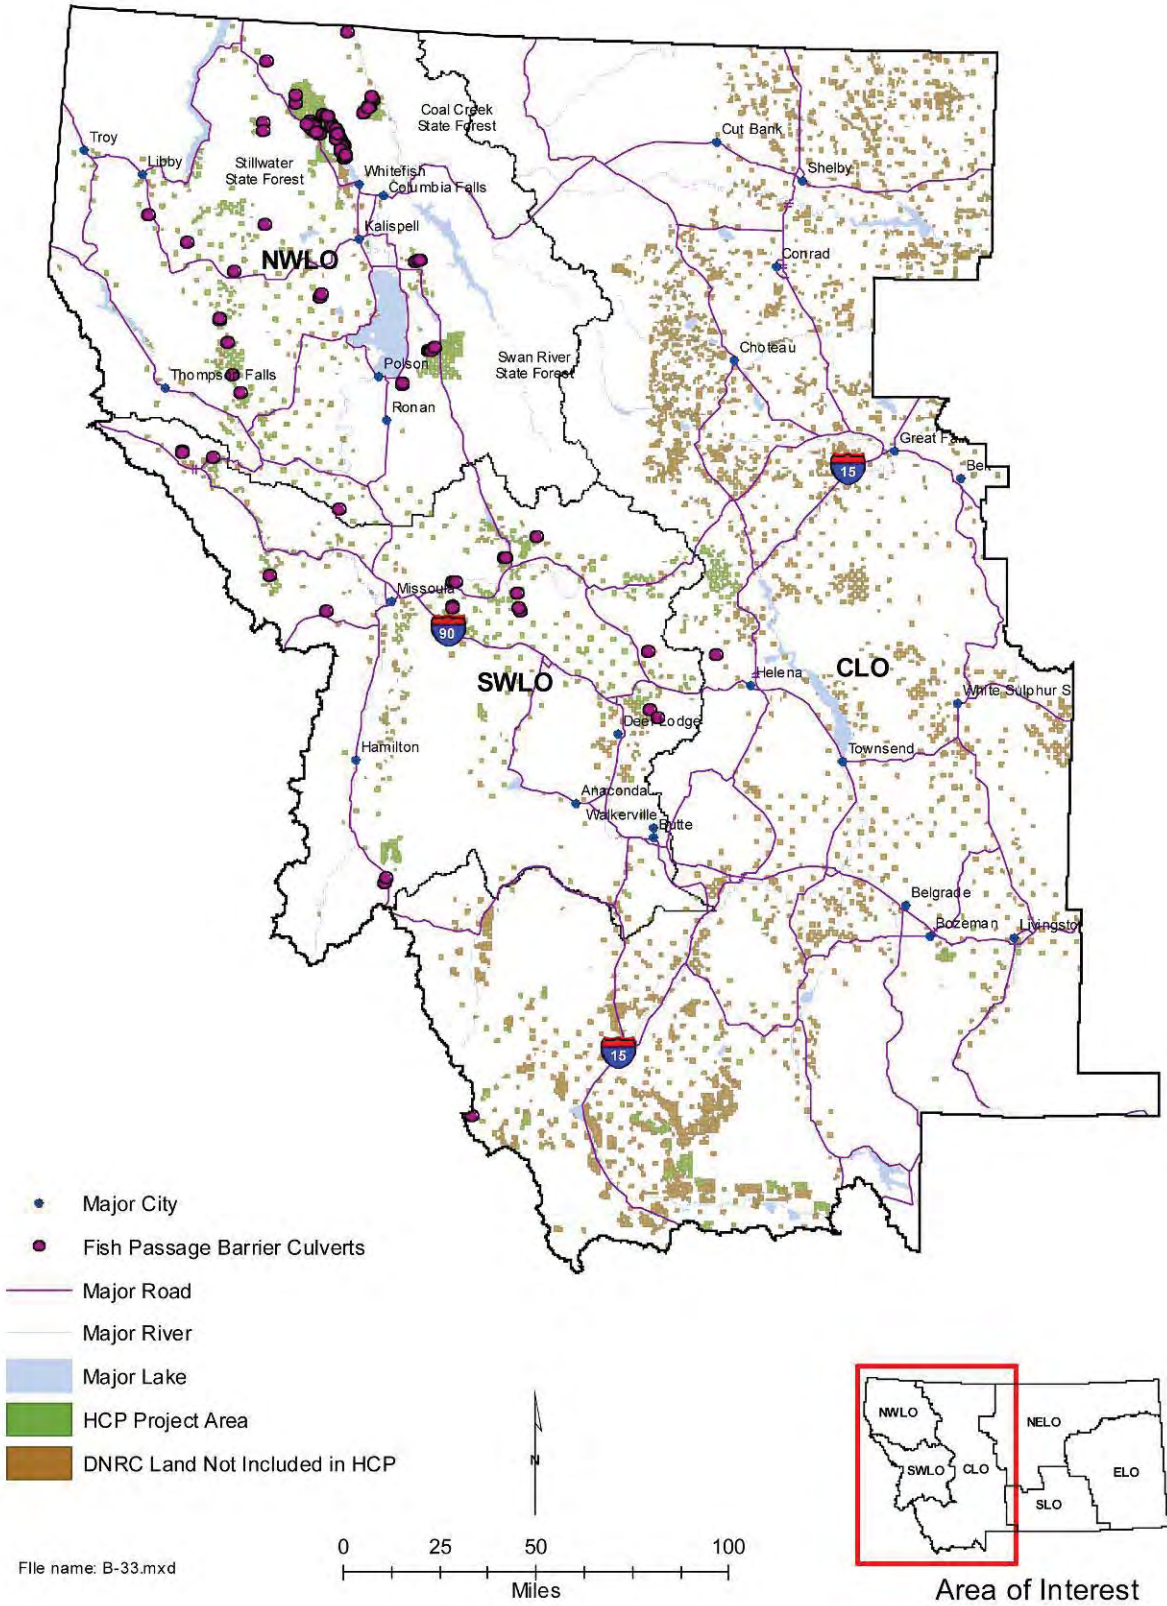 Coal Creek
State Forest
Troy
Libby
Stillwater
State Forest
Whitefish
Columbia Falls
Cut Bank
Shelby
Kalispell
NWLO
Conrad
Swan River
State Forest
Choteau
Polson
Thompson Falls
Ronan
Great Fa
15
Bel
Missoula
90
SWLO
CLO
Helena
White Sulphur S
Deer Lodge
Hamilton
Townsend
Anaconda
Walkerville
Butte
Belgrade
Bozeman
Livingsto
15
Major City
Fish Passage Barrier Culverts
Major Road
Major River
Major Lake
HCP Project Area
DNRC Land Not Included in HCP
N
0 25 50 100
Miles
File name: B-33.mxd
NWLO
NELO
SWLO
CLO
ELO
SLO
Area of Interest